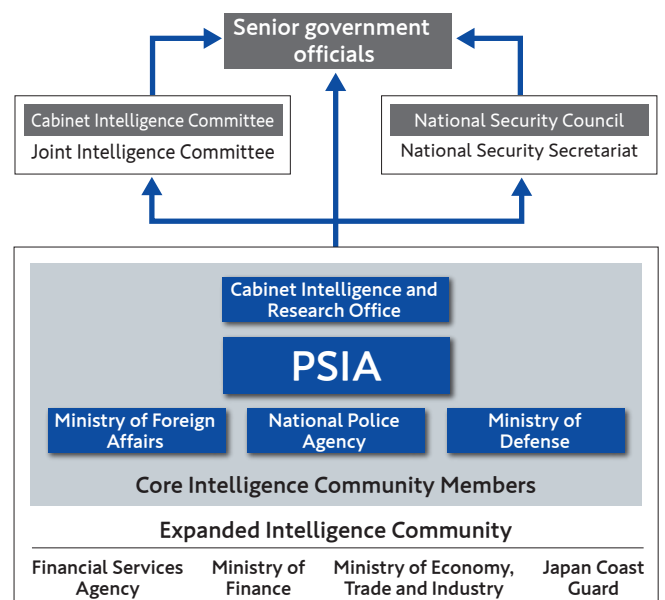 Senior government
officials
Cabinet Intelligence Committee
Joint Intelligence Committee
National Security Council
National Security Secretariat
Cabinet Intelligence and
Research Office
PSIA
Ministry of Foreign
Affairs
National Police
Agency
Ministry of
Defense
Core Intelligence Community Members
Expanded Intelligence Community
Financial Services
Agency
Ministry of
Finance
Ministry of Economy,
Trade and Industry
Japan Coast
Guard